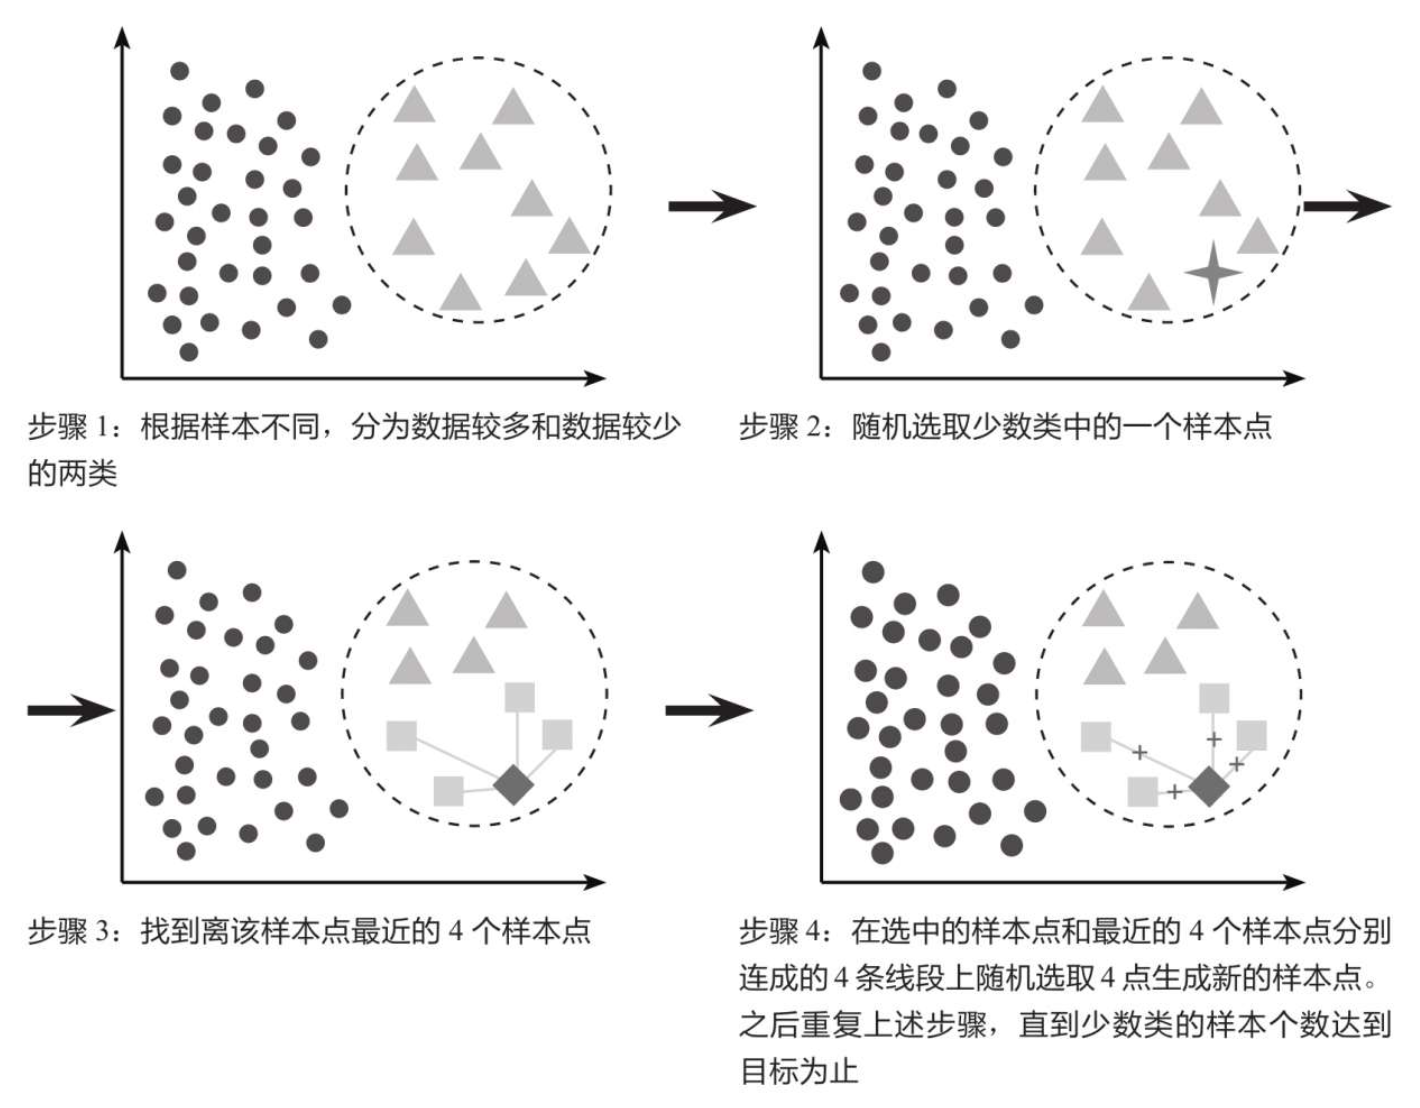 步骤 1：根据样本不同，分为数据较多和数据较少
的两类
步骤 2：随机选取少数类中的一个样本点
步骤 3：找到离该样本点最近的 4 个样本点
步骤 4：在选中的样本点和最近的 4 个样本点分别
连成的 4 条线段上随机选取 4 点生成新的样本点。
之后重复上述步骤，直到少数类的样本个数达到
目标为止